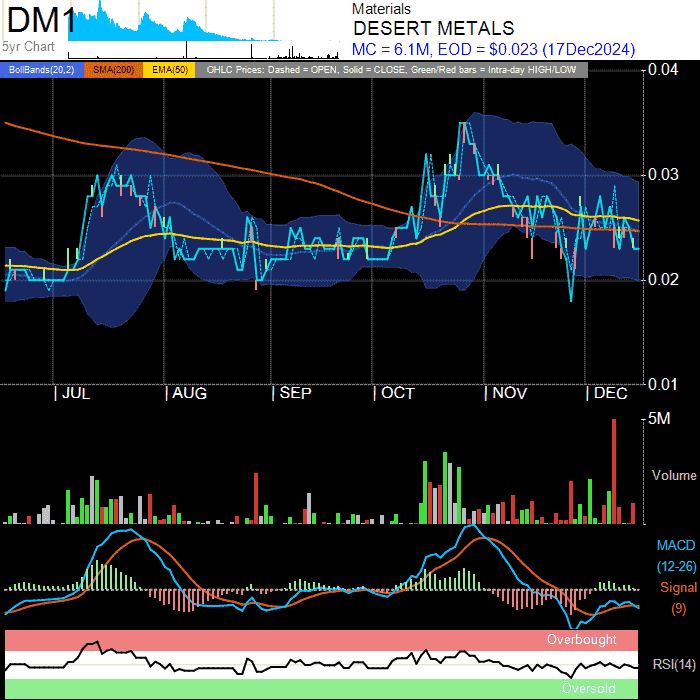 DM1
5yr Chart
Materials
DESERT METALS
MC = 6.1M, EOD = $0.023 (17Dec2024)
BollBands(20,2) SMA(200) EMA(50) OHLC Prices: Dashed = OPEN, Solid = CLOSE, Green/Red bars = Intra-day HIGH/LOW
0.04
0.03
0.02
0.01
| JUL | AUG | SEP | OCT | NOV | DEC
5M
Volume
MACD
(12-26)
Signal
(9)
Overbought
RSI(14)
Oversold